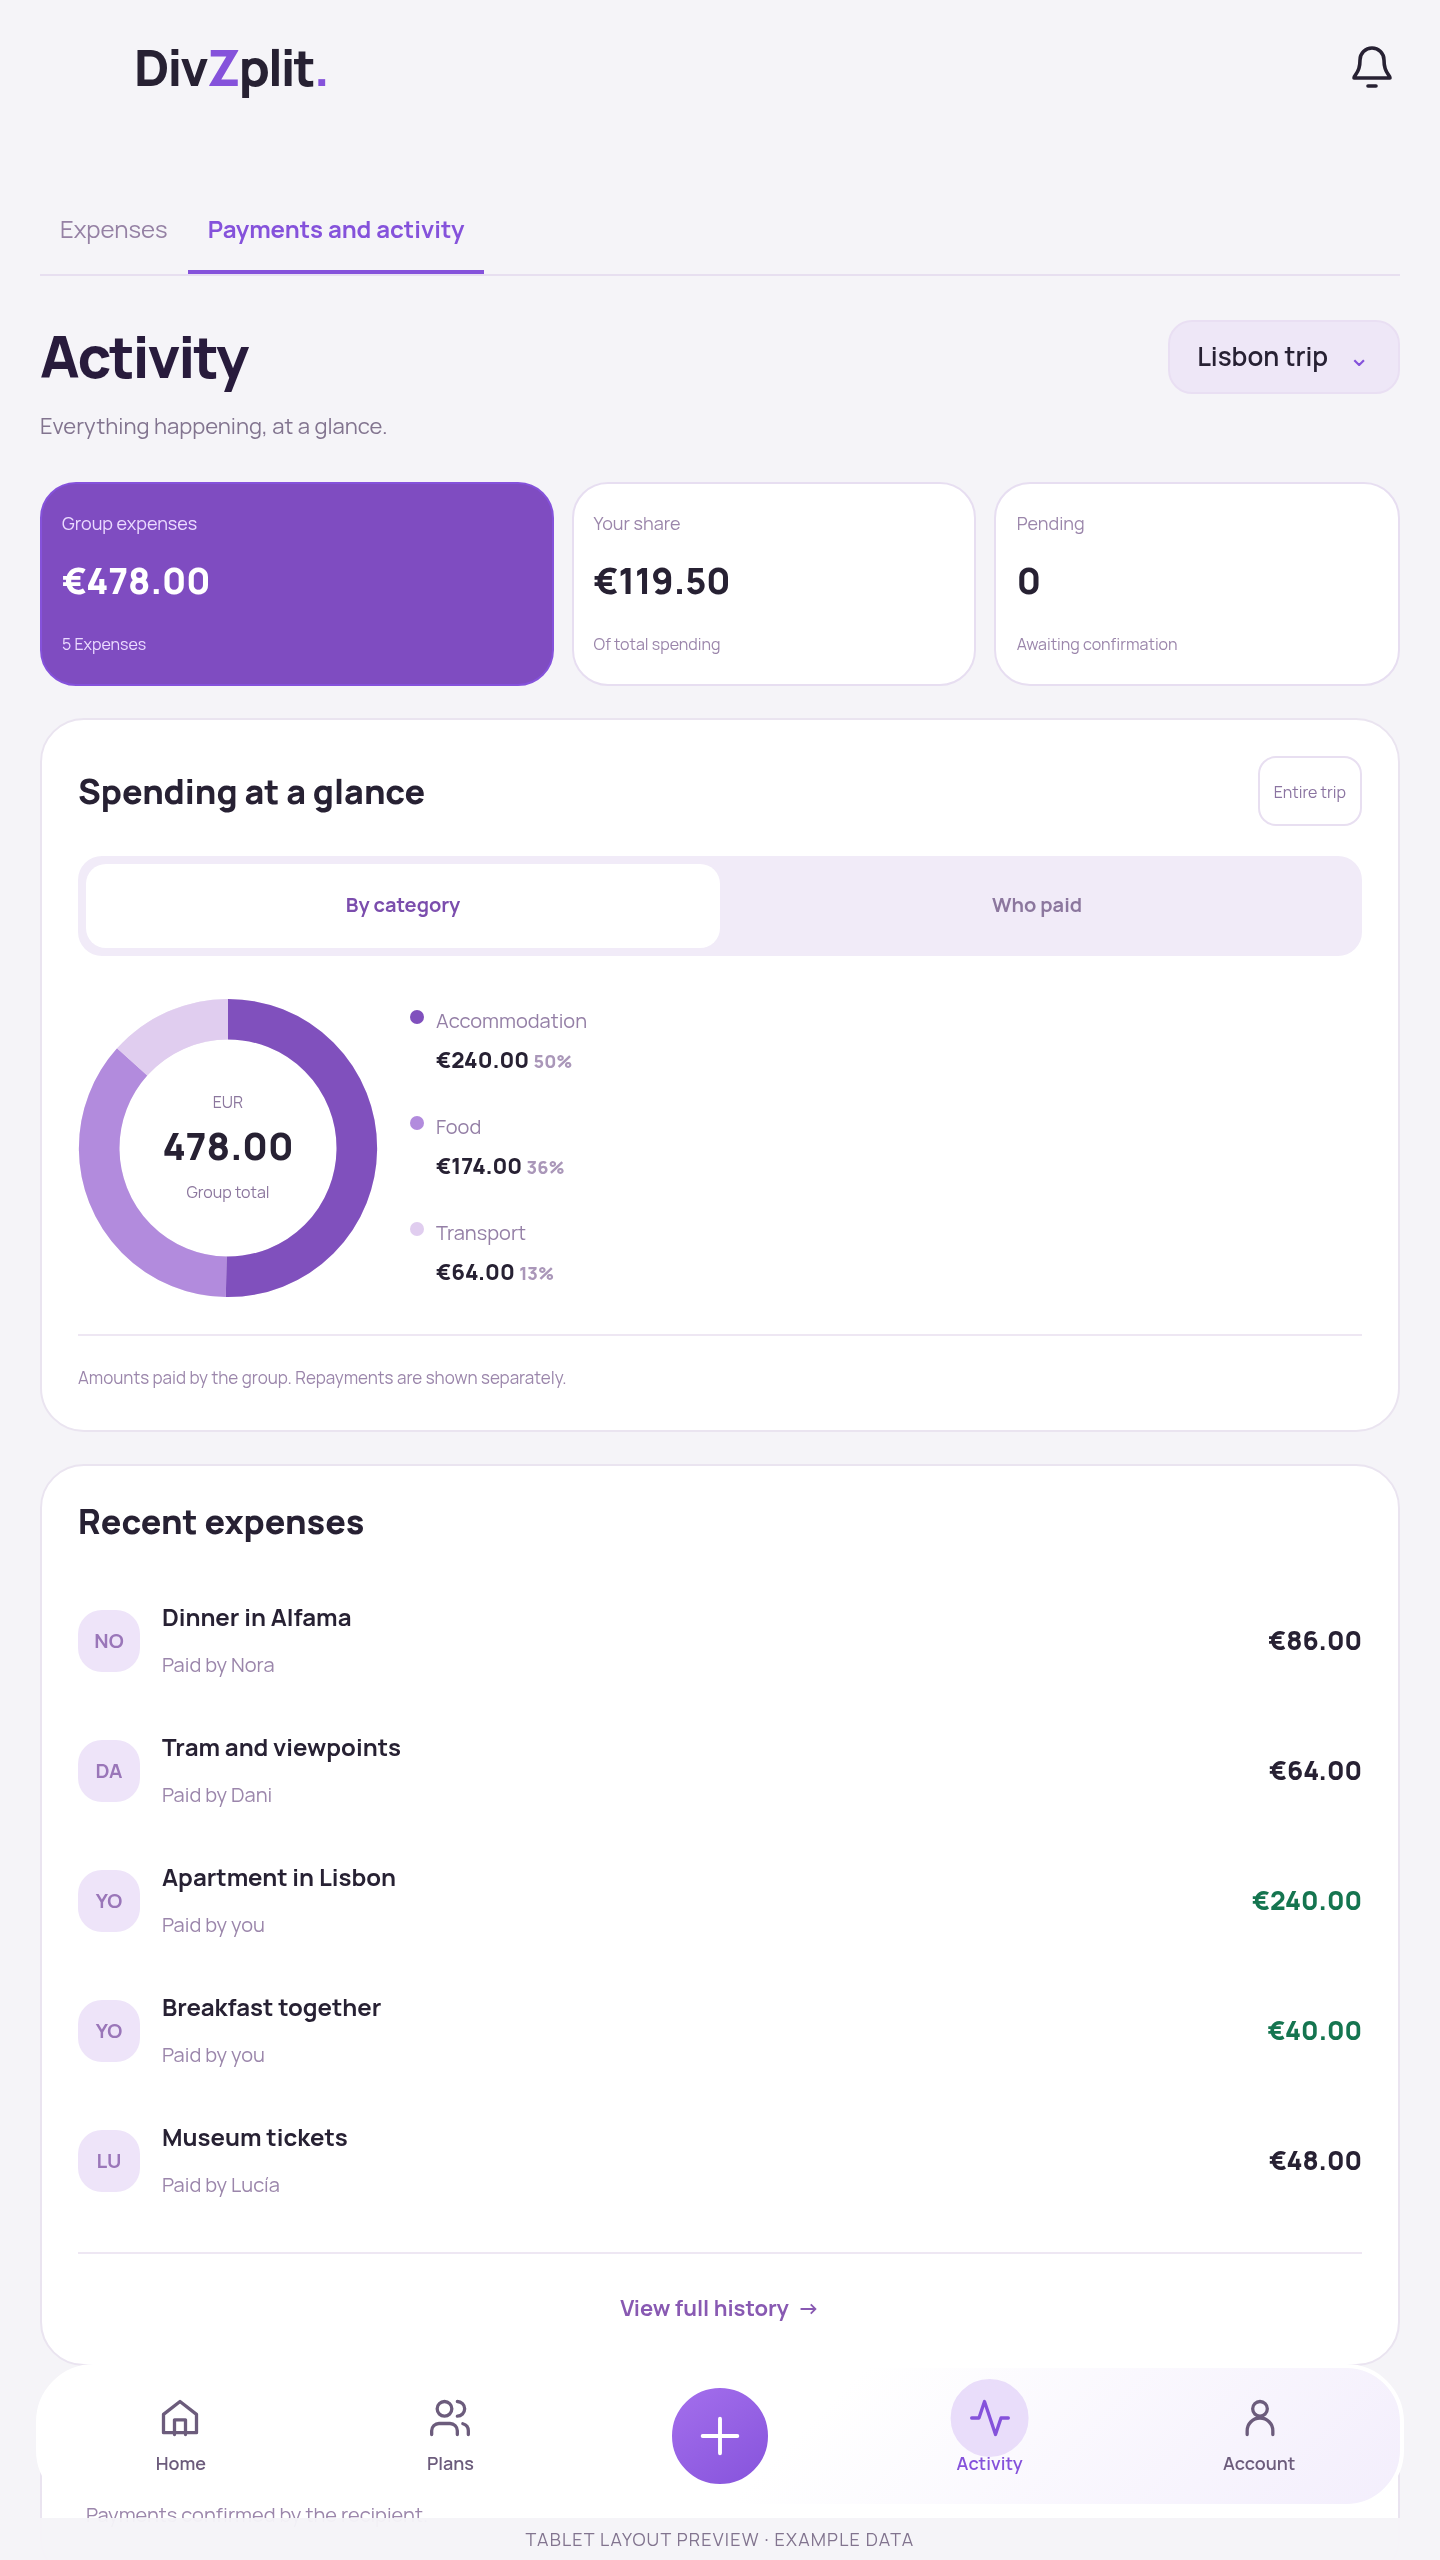 DivZplit.
Expenses Payments and activity
Activity
Lisbon trip
Everything happening, at a glance.
Group expenses
€478.00
5 Expenses
Your share
€119.50
Of total spending
Pending
0
Awaiting confirmation
Spending at a glance
Entire trip
By category Who paid
EUR
478.00
Group total
Accommodation
€240.00 50%
Food
€174.00 36%
Transport
€64.00 13%
Amounts paid by the group. Repayments are shown separately.
Recent expenses
NO
Dinner in Alfama
Paid by Nora
€86.00
DA
Tram and viewpoints
Paid by Dani
€64.00
YO
Apartment in Lisbon
Paid by you
€240.00
YO
Breakfast together
Paid by you
€40.00
LU
Museum tickets
Paid by Lucía
€48.00
View full history →
Home Plans Activity Account
Payments confirmed by the recipient
TABLET LAYOUT PREVIEW · EXAMPLE DATA